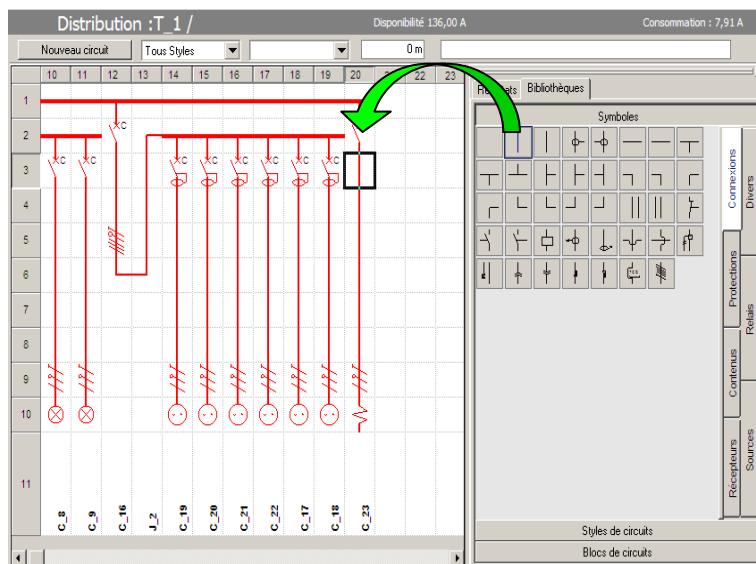 Distribution :T_1 /
Disponibilité 136,00 A
Consommation : 7,91 A
Nouveau circuit
Tous Styles
0 m
10 11 12 13 14 15 16 17 18 19 20 22 23
Bibliothèques
Symboles
1
2
3
4
5
6
7
8
9
10
11
C C C C C C C C C
C_8
C_9
C_16
J_2
C_19
C_20
C_21
C_22
C_17
C_18
C_23
Connexions
Protections
Contenus
Récepteurs
Divers
Relais
Sources
Styles de circuits
Blocs de circuits